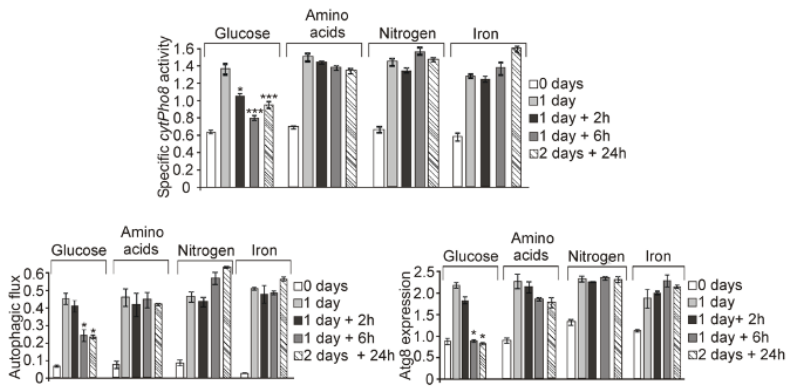 Glucose
Amino
acids
Nitrogen
Iron
Specific cytPho8 activity
1.6
1.4
1.2
1.0
0.8
0.6
0.4
0.2
0
*
***
***
0 days
1 day
1 day + 2h
1 day + 6h
2 days + 24h
Glucose
Amino
acids
Nitrogen
Iron
Autophagic flux
0.6
0.5
0.4
0.3
0.2
0.1
0
*
*
0 days
1 day
1 day + 2h
1 day + 6h
2 days + 24h
Glucose
Amino
acids
Nitrogen
Iron
Atg8 expression
2.5
2.0
1.5
1.0
0.5
0
*
*
0 days
1 day
1 day+ 2h
1 day + 6h
2 days + 24h